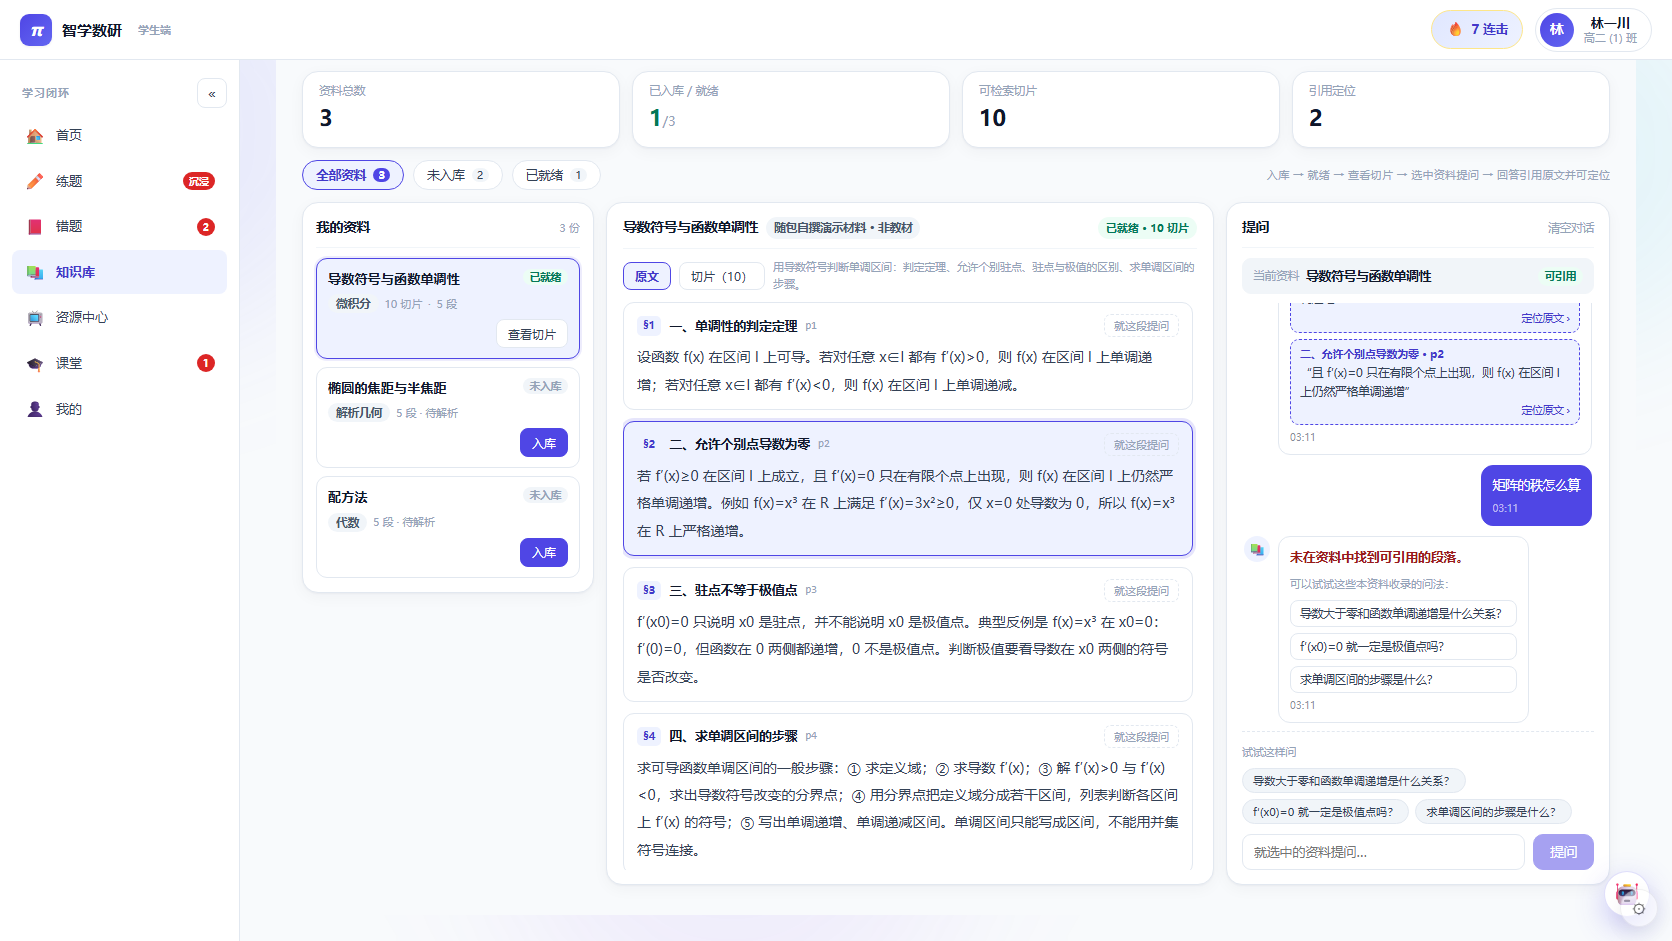 π 智学数研 学生端
🔥 7 连击
林 林一川
高二 (1) 班
学习闭环 «
首页
练题 沉浸
错题 2
知识库
资源中心
课堂 1
我的
资料总数
3
已入库 / 就绪
1/3
可检索切片
10
引用定位
2
全部资料 3
未入库 2
已就绪 1
入库 → 就绪 → 查看切片 → 选中资料提问 → 回答引用原文并可定位
我的资料 3 份
导数符号与函数单调性 已就绪
微积分 10 切片 · 5 段
查看切片
椭圆的焦距与半焦距 未入库
解析几何 5 段 · 待解析
入库
配方法 未入库
代数 5 段 · 待解析
入库
导数符号与函数单调性 随包自撰演示材料 • 非教材 已就绪 • 10 切片
原文 切片（10）
用导数符号判断单调区间：判定定理、允许个别驻点、驻点与极值的区别、求单调区间的
步骤。
§1 一、单调性的判定定理 p1 就这段提问
设函数 f(x) 在区间 I 上可导。若对任意 x∈I 都有 f′(x)>0，则 f(x) 在区间 I 上单调递
增；若对任意 x∈I 都有 f′(x)<0，则 f(x) 在区间 I 上单调递减。
§2 二、允许个别点导数为零 p2 就这段提问
若 f′(x)≥0 在区间 I 上成立，且 f′(x)=0 只在有限个点上出现，则 f(x) 在区间 I 上仍然严
格单调递增。例如 f(x)=x³ 在 R 上满足 f′(x)=3x²≥0，仅 x=0 处导数为 0，所以 f(x)=x³
在 R 上严格递增。
§3 三、驻点不等于极值点 p3 就这段提问
f′(x0)=0 只说明 x0 是驻点，并不能说明 x0 是极值点。典型反例是 f(x)=x³ 在 x0=0：
f′(0)=0，但函数在 0 两侧都递增，0 不是极值点。判断极值要看导数在 x0 两侧的符号
是否改变。
§4 四、求单调区间的步骤 p4 就这段提问
求可导函数单调区间的一般步骤：① 求定义域；② 求导数 f′(x)；③ 解 f′(x)>0 与 f′(x)
<0，求出导数符号改变的分界点；④ 用分界点把定义域分成若干区间，列表判断各区间
上 f′(x) 的符号；⑤ 写出单调递增、单调递减区间。单调区间只能写成区间，不能用并集
符号连接。
提问 清空对话
当前资料 导数符号与函数单调性 可引用
定位原文 ›
二、允许个别点导数为零 • p2
“且 f′(x)=0 只在有限个点上出现，则 f(x) 在区间 I
上仍然严格单调递增”
定位原文 ›
03:11
矩阵的秩怎么算
03:11
未在资料中找到可引用的段落。
可以试试这些本资料收录的问法：
导数大于零和函数单调递增是什么关系？
f′(x0)=0 就一定是极值点吗？
求单调区间的步骤是什么？
03:11
试试这样问
导数大于零和函数单调递增是什么关系？
f′(x0)=0 就一定是极值点吗？ 求单调区间的步骤是什么？
就选中的资料提问... 提问